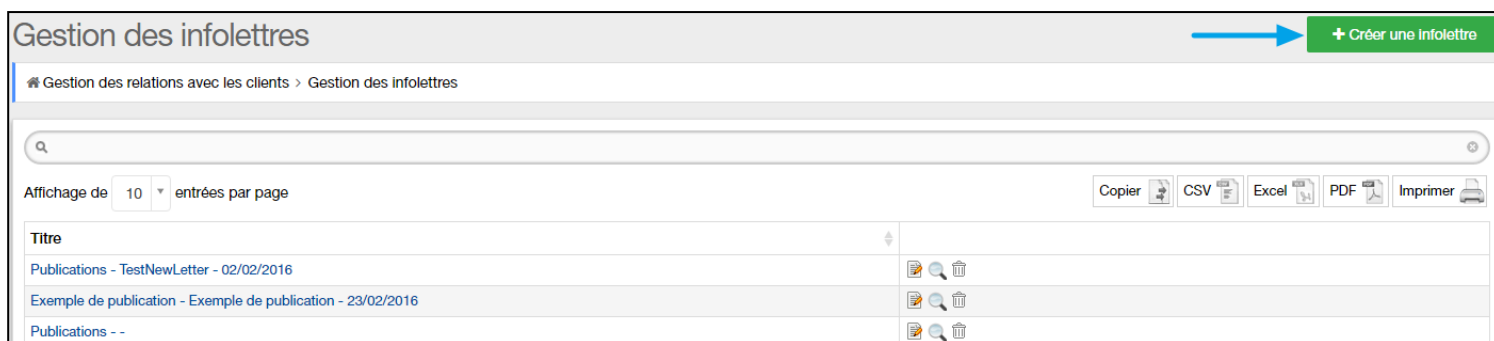 Gestion des infolettres
+ Créer une infolettre
Gestion des relations avec les clients > Gestion des infolettres
Affichage de 10 entrées par page
Copier CSV Excel PDF Imprimer
Titre
Publications - TestNewLetter - 02/02/2016
Exemple de publication - Exemple de publication - 23/02/2016
Publications - -